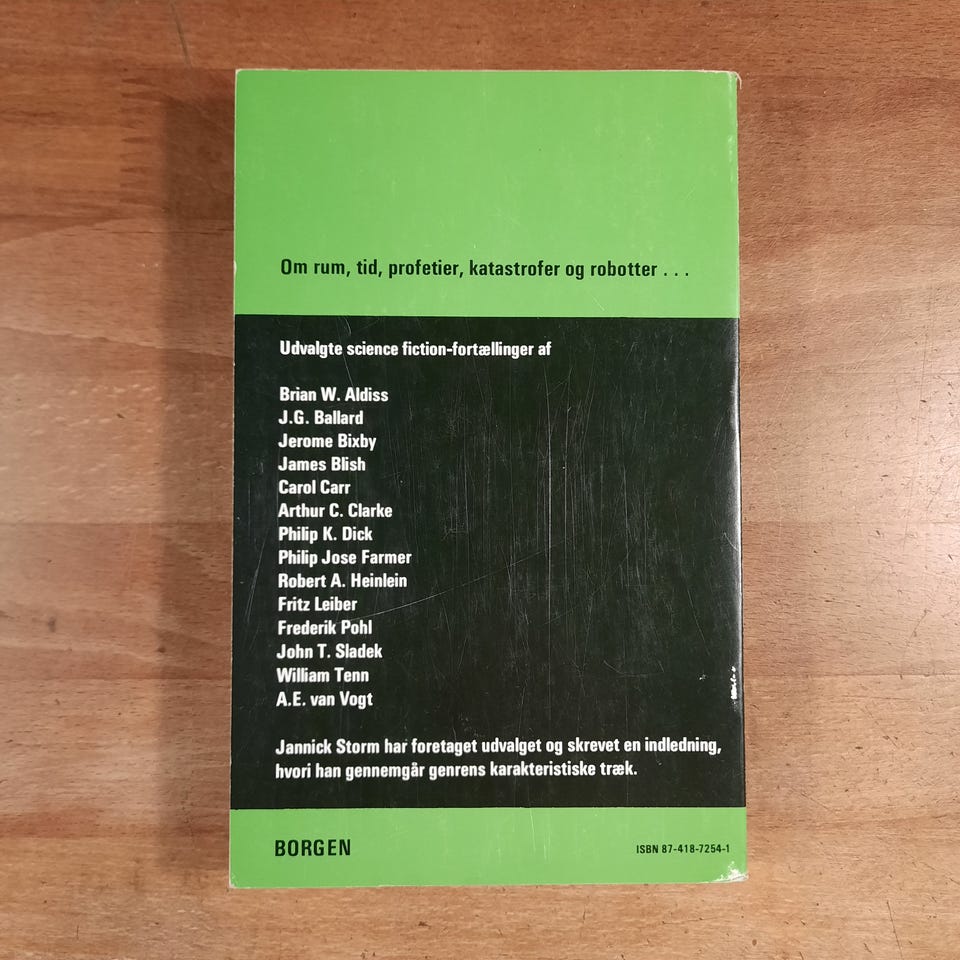 Om rum, tid, profetier, katastrofer og robotter . . .
Udvalgte science fiction-fortællinger af
Brian W. Aldiss
J.G. Ballard
Jerome Bixby
James Blish
Carol Carr
Arthur C. Clarke
Philip K. Dick
Philip Jose Farmer
Robert A. Heinlein
Fritz Leiber
Frederik Pohl
John T. Sladek
William Tenn
A.E. van Vogt
Jannick Storm har foretaget udvalget og skrevet en indledning,
hvori han gennemgår genrens karakteristiske træk.
BORGEN
ISBN 87-418-7254-1